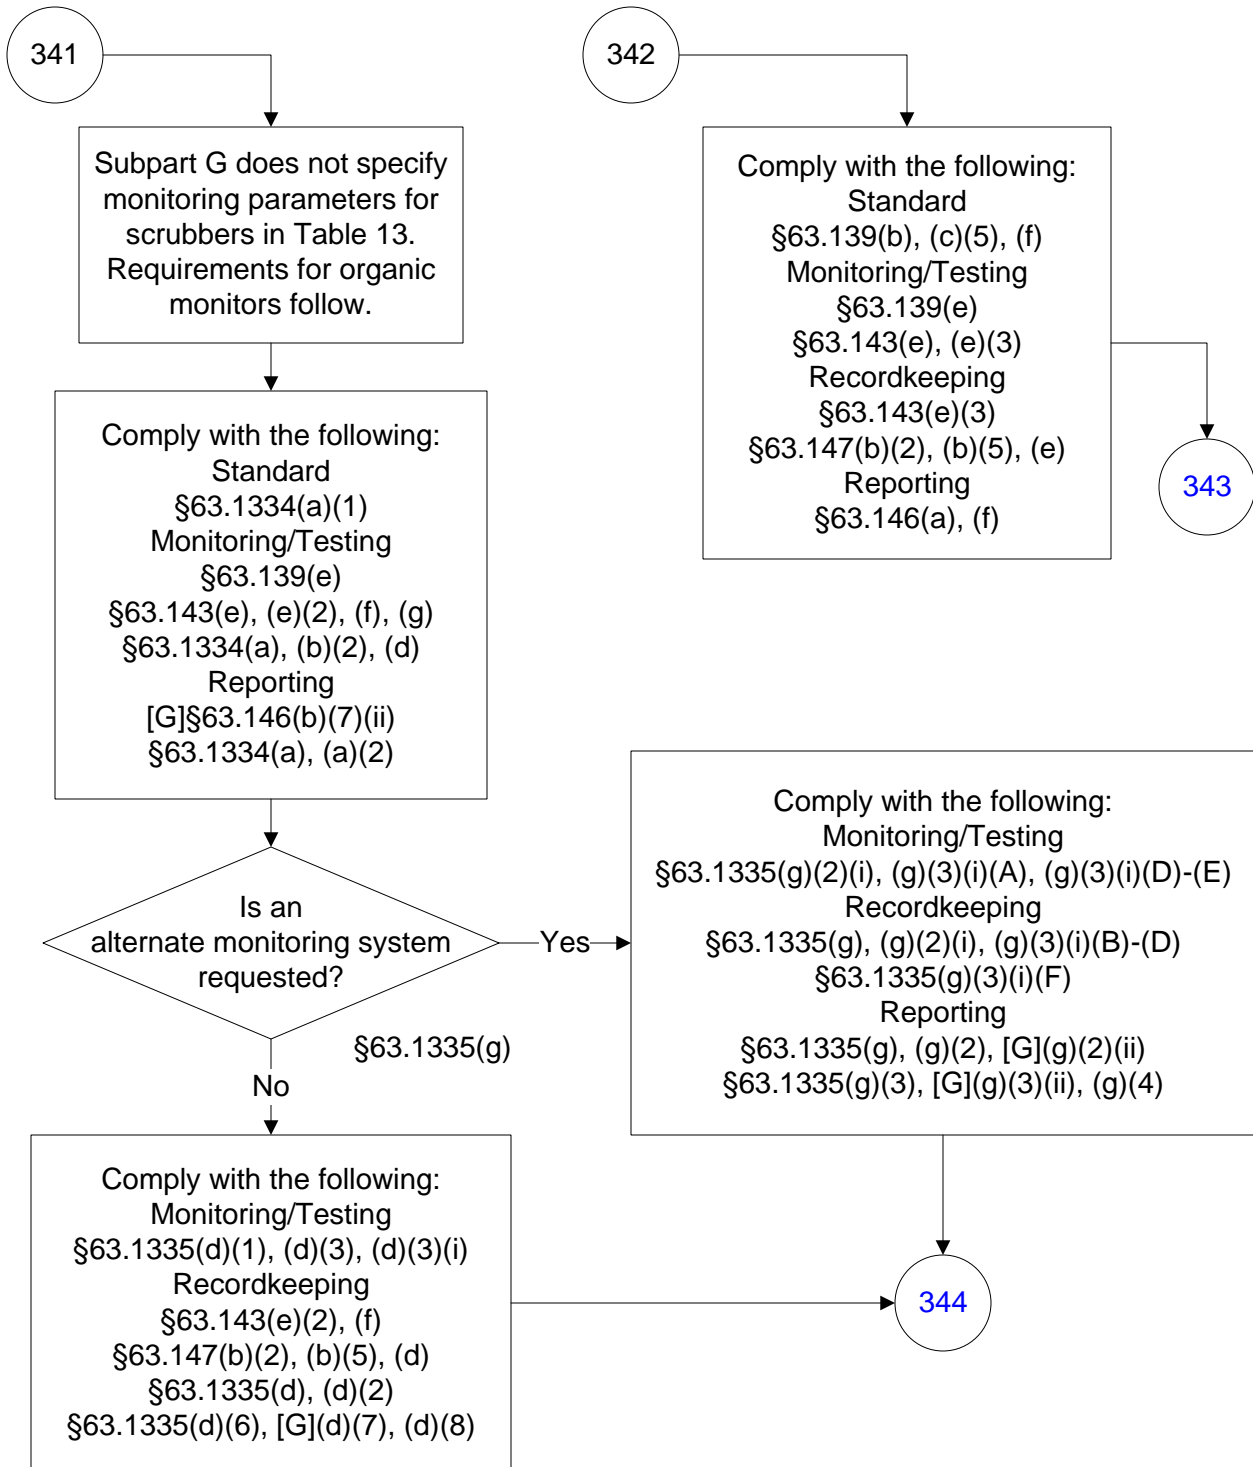 341
Subpart G does not specify
monitoring parameters for
scrubbers in Table 13.
Requirements for organic
monitors follow.
Comply with the following:
Standard
§63.1334(a)(1)
Monitoring/Testing
§63.139(e)
§63.143(e), (e)(2), (f), (g)
§63.1334(a), (b)(2), (d)
Reporting
[G]§63.146(b)(7)(ii)
§63.1334(a), (a)(2)
Is an
alternate monitoring system
requested?
Yes
§63.1335(g)
No
Comply with the following:
Monitoring/Testing
§63.1335(d)(1), (d)(3), (d)(3)(i)
Recordkeeping
§63.143(e)(2), (f)
§63.147(b)(2), (b)(5), (d)
§63.1335(d), (d)(2)
§63.1335(d)(6), [G](d)(7), (d)(8)
342
Comply with the following:
Standard
§63.139(b), (c)(5), (f)
Monitoring/Testing
§63.139(e)
§63.143(e), (e)(3)
Recordkeeping
§63.143(e)(3)
§63.147(b)(2), (b)(5), (e)
Reporting
§63.146(a), (f)
343
Comply with the following:
Monitoring/Testing
§63.1335(g)(2)(i), (g)(3)(i)(A), (g)(3)(i)(D)-(E)
Recordkeeping
§63.1335(g), (g)(2)(i), (g)(3)(i)(B)-(D)
§63.1335(g)(3)(i)(F)
Reporting
§63.1335(g), (g)(2), [G](g)(2)(ii)
§63.1335(g)(3), [G](g)(3)(ii), (g)(4)
344